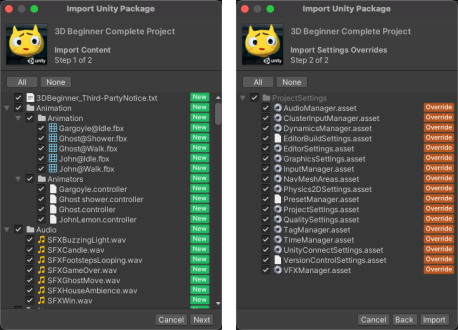 Import Unity Package
3D Beginner Complete Project
Import Content
Step 1 of 2
unity
All
None
3DBeginner_Third-PartyNotice.txt New
Animation New
Animation New
Gargoyle@Idle.fbx New
Ghost@Shower.fbx New
Ghost@Walk.fbx New
John@Idle.fbx New
John@Walk.fbx New
Animators New
Gargoyle.controller New
Ghost shower.controller New
Ghost.controller New
JohnLemon.controller New
Audio New
SFXBuzzingLight.wav New
SFXCandle.wav New
SFXFootstepsLooping.wav New
SFXGameOver.wav New
SFXGhostMove.wav New
SFXHouseAmbience.wav New
SFXWin.wav New
Cancel
Next
Import Unity Package
3D Beginner Complete Project
Import Settings Overrides
Step 2 of 2
unity
All
None
ProjectSettings
AudioManager.asset Override
ClusterInputManager.asset Override
DynamicsManager.asset Override
EditorBuildSettings.asset Override
EditorSettings.asset Override
GraphicsSettings.asset Override
InputManager.asset Override
NavMeshAreas.asset Override
Physics2DSettings.asset Override
PresetManager.asset Override
ProjectSettings.asset Override
QualitySettings.asset Override
TagManager.asset Override
TimeManager.asset Override
UnityConnectSettings.asset Override
VersionControlSettings.asset Override
VFXManager.asset Override
Cancel
Back
Import